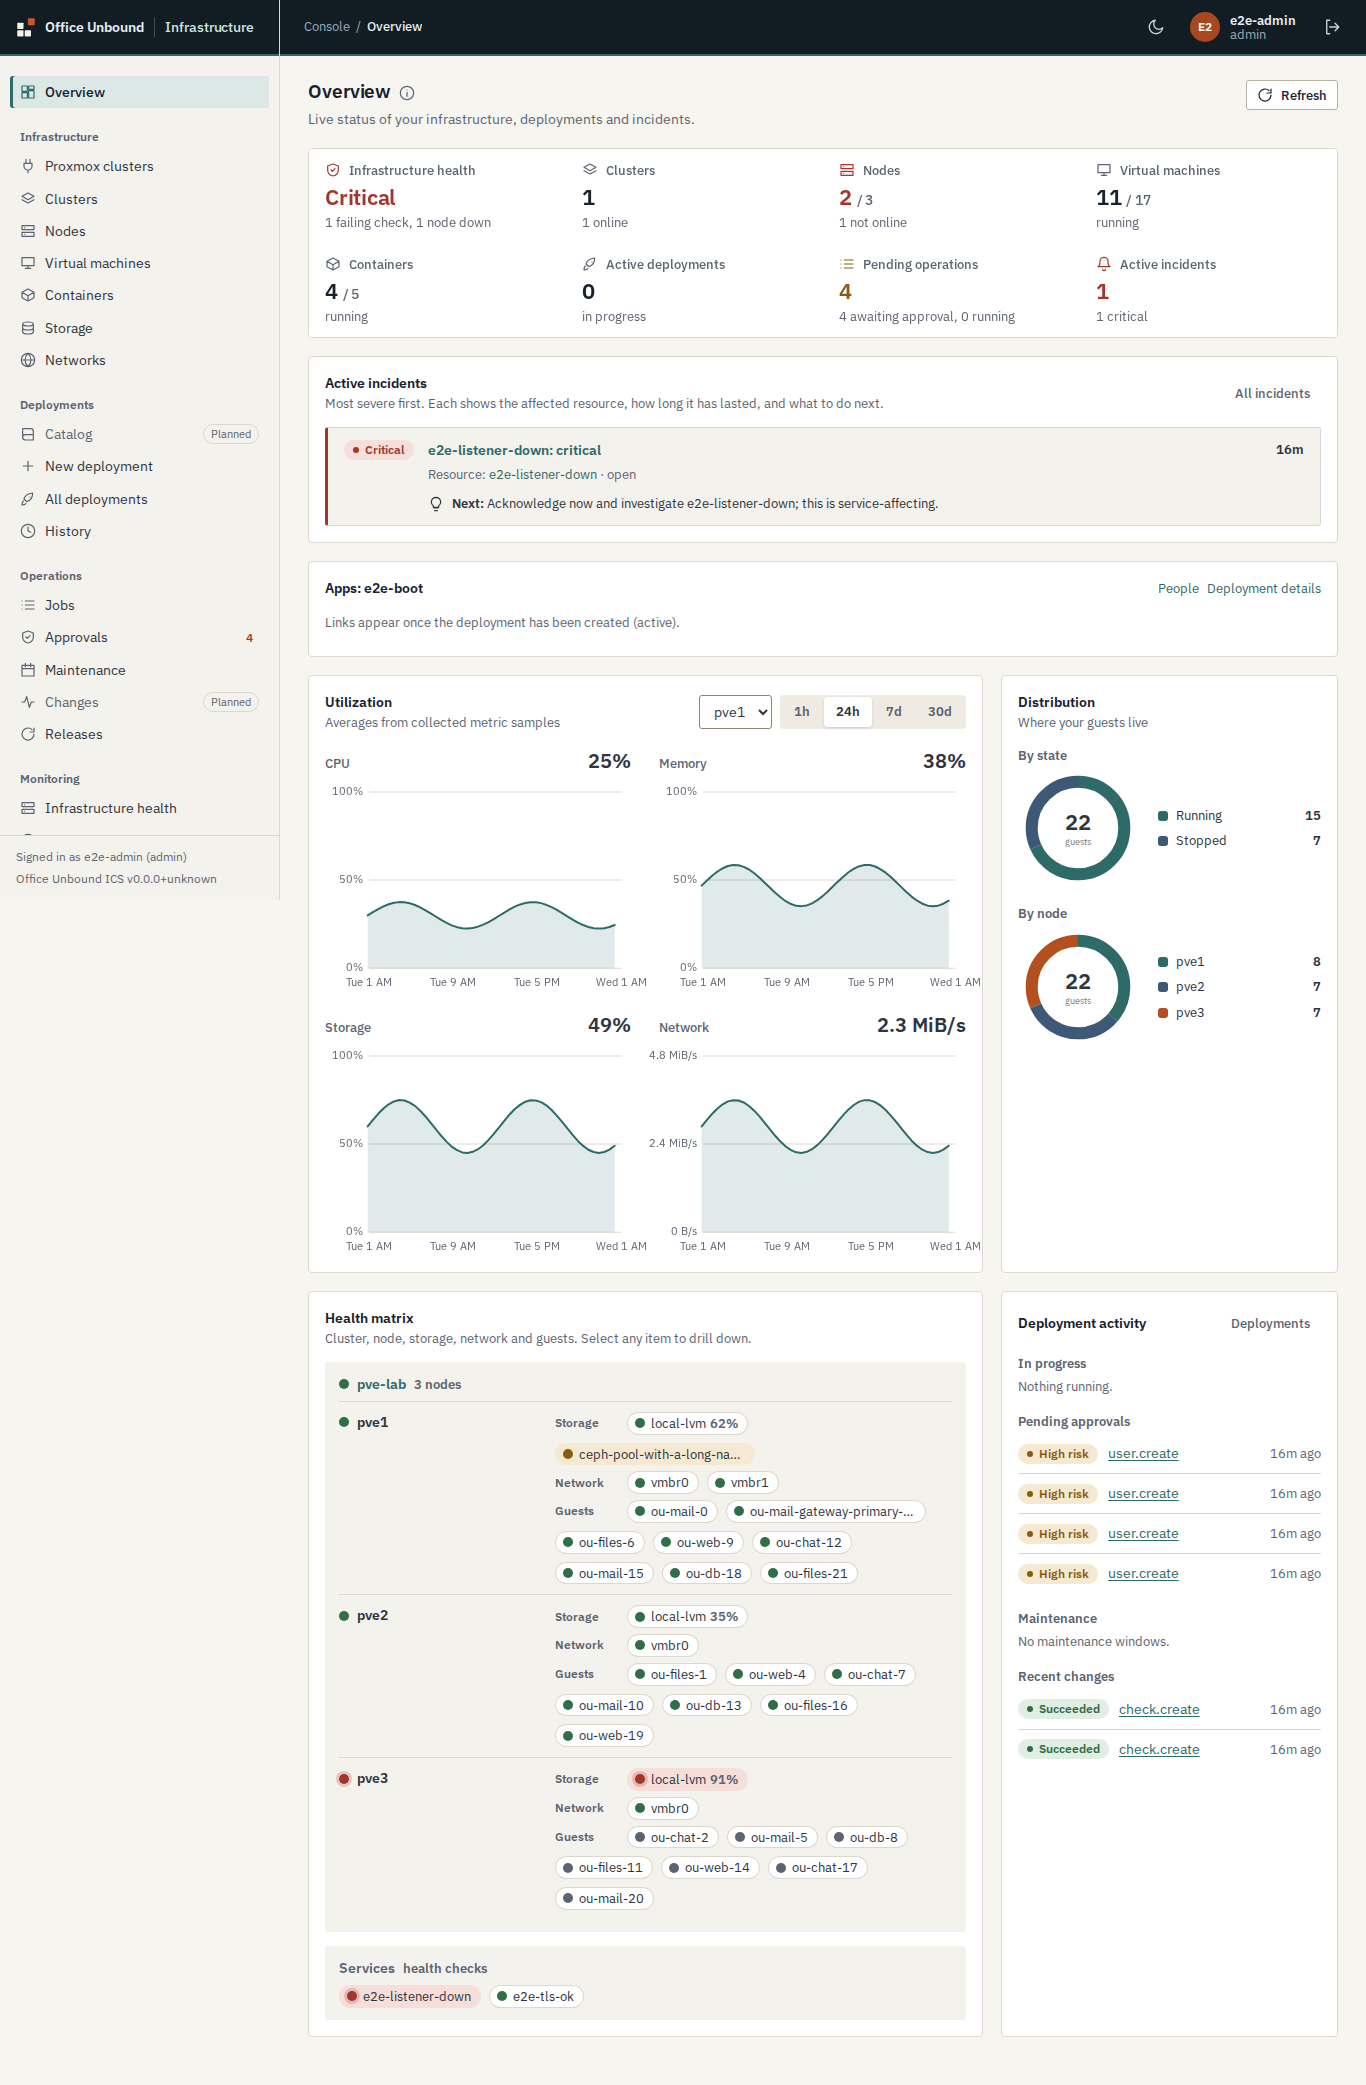 Office Unbound
Infrastructure
Console / Overview
E2
e2e-admin
admin
Overview
Infrastructure
Proxmox clusters
Clusters
Nodes
Virtual machines
Containers
Storage
Networks
Deployments
Catalog Planned
New deployment
All deployments
History
Operations
Jobs
Approvals 4
Maintenance
Changes Planned
Releases
Monitoring
Infrastructure health
Signed in as e2e-admin (admin)
Office Unbound ICS v0.0.0+unknown
Overview
Refresh
Live status of your infrastructure, deployments and incidents.
Infrastructure health
Critical
1 failing check, 1 node down
Clusters
1
1 online
Nodes
2 / 3
1 not online
Virtual machines
11 / 17
running
Containers
4 / 5
running
Active deployments
0
in progress
Pending operations
4
4 awaiting approval, 0 running
Active incidents
1
1 critical
Active incidents
Most severe first. Each shows the affected resource, how long it has lasted, and what to do next.
All incidents
Critical e2e-listener-down: critical 16m
Resource: e2e-listener-down · open
Next: Acknowledge now and investigate e2e-listener-down; this is service-affecting.
Apps: e2e-boot People Deployment details
Links appear once the deployment has been created (active).
Utilization
Averages from collected metric samples
pve1 1h 24h 7d 30d
CPU 25%
100%
50%
0%
Tue 1 AM Tue 9 AM Tue 5 PM Wed 1 AM
Memory 38%
100%
50%
0%
Tue 1 AM Tue 9 AM Tue 5 PM Wed 1 AM
Storage 49%
100%
50%
0%
Tue 1 AM Tue 9 AM Tue 5 PM Wed 1 AM
Network 2.3 MiB/s
4.8 MiB/s
2.4 MiB/s
0 B/s
Tue 1 AM Tue 9 AM Tue 5 PM Wed 1 AM
Distribution
Where your guests live
By state
22
guests
Running 15
Stopped 7
By node
22
guests
pve1 8
pve2 7
pve3 7
Health matrix
Cluster, node, storage, network and guests. Select any item to drill down.
pve-lab 3 nodes
pve1 Storage local-lvm 62%
ceph-pool-with-a-long-na...
Network vmbr0 vmbr1
Guests ou-mail-0 ou-mail-gateway-primary-...
ou-files-6 ou-web-9 ou-chat-12
ou-mail-15 ou-db-18 ou-files-21
pve2 Storage local-lvm 35%
Network vmbr0
Guests ou-files-1 ou-web-4 ou-chat-7
ou-mail-10 ou-db-13 ou-files-16
ou-web-19
pve3 Storage local-lvm 91%
Network vmbr0
Guests ou-chat-2 ou-mail-5 ou-db-8
ou-files-11 ou-web-14 ou-chat-17
ou-mail-20
Services health checks
e2e-listener-down e2e-tls-ok
Deployment activity Deployments
In progress
Nothing running.
Pending approvals
High risk user.create 16m ago
High risk user.create 16m ago
High risk user.create 16m ago
High risk user.create 16m ago
Maintenance
No maintenance windows.
Recent changes
Succeeded check.create 16m ago
Succeeded check.create 16m ago